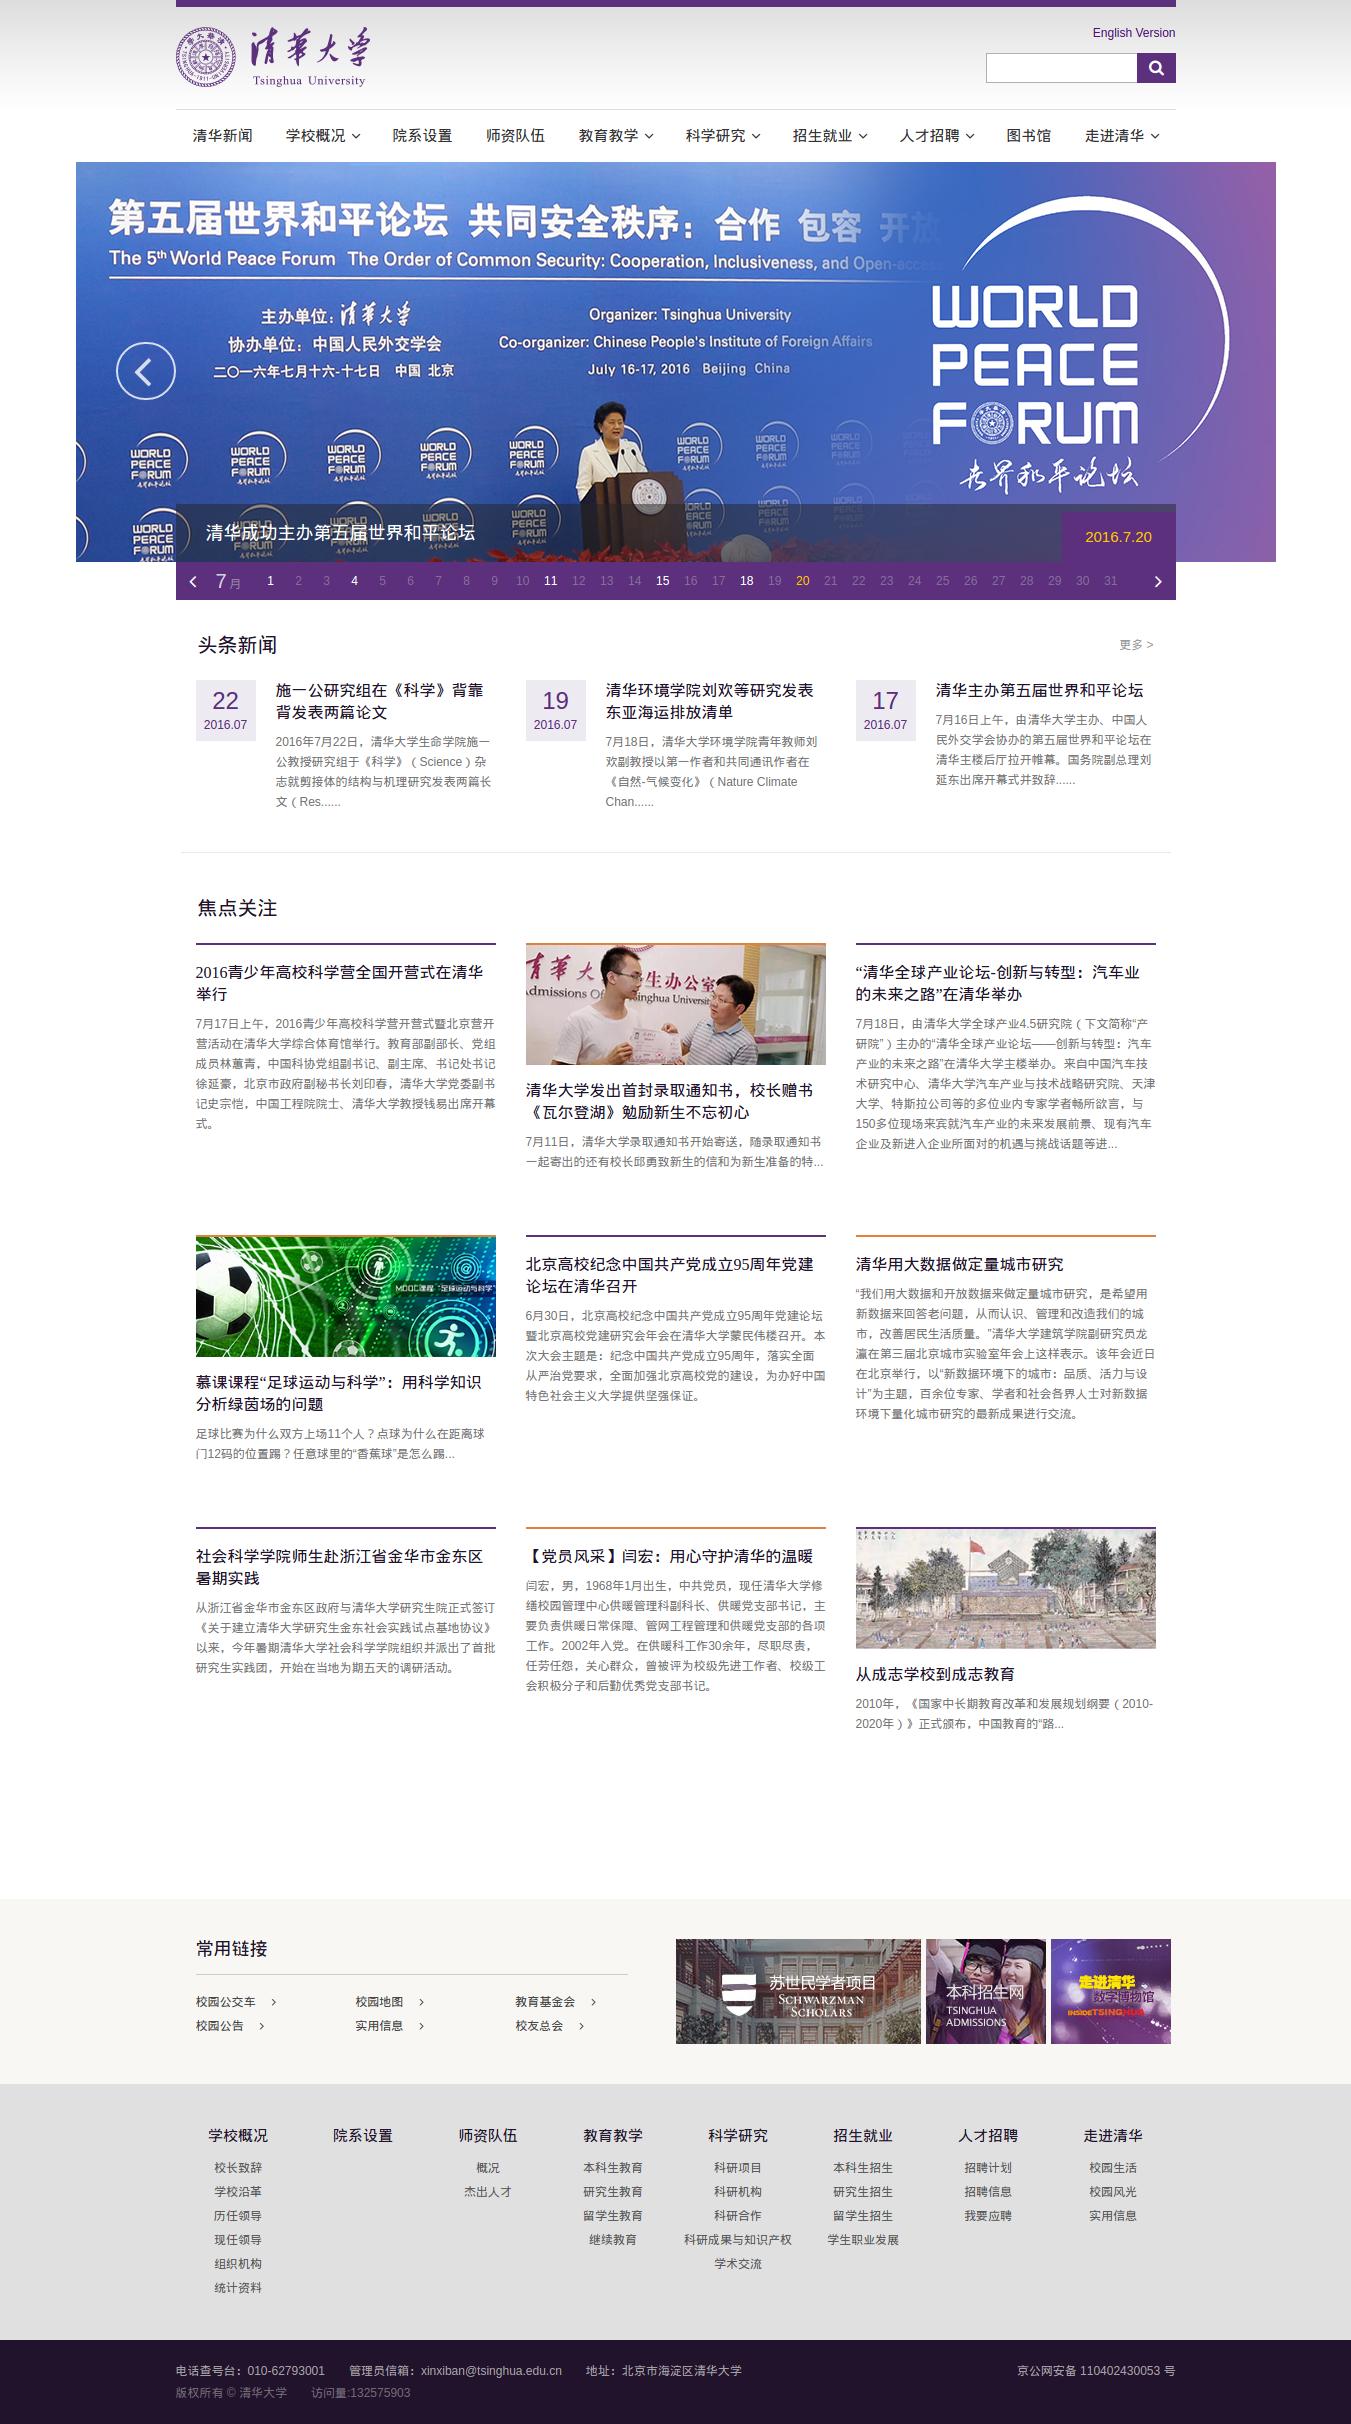 清華大学
Tsinghua University
English Version
清华新闻 学校概况 院系设置 师资队伍 教育教学 科学研究 招生就业 人才招聘 图书馆 走进清华
第五届世界和平论坛 共同安全秩序：合作 包容 开放
The 5th World Peace Forum The Order of Common Security: Cooperation, Inclusiveness, and Open-access
主办单位：清华大学
协办单位：中国人民外交学会
二〇一六年七月十六-十七日 中国 北京
Organizer: Tsinghua University
Co-organizer: Chinese People's Institute of Foreign Affairs
July 16-17, 2016 Beijing China
WORLD
PEACE
FORUM
世界和平论坛
清华成功主办第五届世界和平论坛
2016.7.20
7月 1 2 3 4 5 6 7 8 9 10 11 12 13 14 15 16 17 18 19 20 21 22 23 24 25 26 27 28 29 30 31
头条新闻
更多 >
22
2016.07
施一公研究组在《科学》背靠
背发表两篇论文
2016年7月22日，清华大学生命学院施一
公教授研究组于《科学》（Science）杂
志就剪接体的结构与机理研究发表两篇长
文（Res......
19
2016.07
清华环境学院刘欢等研究发表
东亚海运排放清单
7月18日，清华大学环境学院青年教师刘
欢副教授以第一作者和共同通讯作者在
《自然-气候变化》（Nature Climate
Chan......
17
2016.07
清华主办第五届世界和平论坛
7月16日上午，由清华大学主办、中国人
民外交学会协办的第五届世界和平论坛在
清华主楼后厅拉开帷幕。国务院副总理刘
延东出席开幕式并致辞......
焦点关注
2016青少年高校科学营全国开营式在清华
举行
7月17日上午，2016青少年高校科学营开营式暨北京营开
营活动在清华大学综合体育馆举行。教育部副部长、党组
成员林蕙青，中国科协党组副书记、副主席、书记处书记
徐延豪，北京市政府副秘书长刘印春，清华大学党委副书
记史宗恺，中国工程院院士、清华大学教授钱易出席开幕
式。
清华大学发出首封录取通知书，校长赠书
《瓦尔登湖》勉励新生不忘初心
7月11日，清华大学录取通知书开始寄送，随录取通知书
一起寄出的还有校长邱勇致新生的信和为新生准备的特...
“清华全球产业论坛-创新与转型：汽车业
的未来之路”在清华举办
7月18日，由清华大学全球产业4.5研究院（下文简称“产
研院”）主办的“清华全球产业论坛——创新与转型：汽车
产业的未来之路”在清华大学主楼举办。来自中国汽车技
术研究中心、清华大学汽车产业与技术战略研究院、天津
大学、特斯拉公司等的多位业内专家学者畅所欲言，与
150多位现场来宾就汽车产业的未来发展前景、现有汽车
企业及新进入企业所面对的机遇与挑战话题等进...
MOOC课程 “足球运动与科学”
慕课课程“足球运动与科学”：用科学知识
分析绿茵场的问题
足球比赛为什么双方上场11个人？点球为什么在距离球
门12码的位置踢？任意球里的“香蕉球”是怎么踢...
北京高校纪念中国共产党成立95周年党建
论坛在清华召开
6月30日，北京高校纪念中国共产党成立95周年党建论坛
暨北京高校党建研究会年会在清华大学蒙民伟楼召开。本
次大会主题是：纪念中国共产党成立95周年，落实全面
从严治党要求，全面加强北京高校党的建设，为办好中国
特色社会主义大学提供坚强保证。
清华用大数据做定量城市研究
“我们用大数据和开放数据来做定量城市研究，是希望用
新数据来回答老问题，从而认识、管理和改造我们的城
市，改善居民生活质量。”清华大学建筑学院副研究员龙
瀛在第三届北京城市实验室年会上这样表示。该年会近日
在北京举行，以“新数据环境下的城市：品质、活力与设
计”为主题，百余位专家、学者和社会各界人士对新数据
环境下量化城市研究的最新成果进行交流。
社会科学学院师生赴浙江省金华市金东区
暑期实践
从浙江省金华市金东区政府与清华大学研究生院正式签订
《关于建立清华大学研究生金东社会实践试点基地协议》
以来，今年暑期清华大学社会科学学院组织并派出了首批
研究生实践团，开始在当地为期五天的调研活动。
【党员风采】闫宏：用心守护清华的温暖
闫宏，男，1968年1月出生，中共党员，现任清华大学修
缮校园管理中心供暖管理科副科长、供暖党支部书记，主
要负责供暖日常保障、管网工程管理和供暖党支部的各项
工作。2002年入党。在供暖科工作30余年，尽职尽责，
任劳任怨，关心群众，曾被评为校级先进工作者、校级工
会积极分子和后勤优秀党支部书记。
从成志学校到成志教育
2010年，《国家中长期教育改革和发展规划纲要（2010-
2020年）》正式颁布，中国教育的“路...
常用链接
校园公交车 校园地图 教育基金会
校园公告 实用信息 校友总会
苏世民学者项目
SCHWARZMAN
SCHOLARS
本科招生网
TSINGHUA
ADMISSIONS
走进清华
数字博物馆
INSIDE TSINGHUA
学校概况 院系设置 师资队伍 教育教学 科学研究 招生就业 人才招聘 走进清华
校长致辞 概况 本科生教育 科研项目 本科生招生 招聘计划 校园生活
学校沿革 杰出人才 研究生教育 科研机构 研究生招生 招聘信息 校园风光
历任领导 留学生教育 科研合作 留学生招生 我要应聘 实用信息
现任领导 继续教育 科研成果与知识产权 学生职业发展
组织机构 学术交流
统计资料
电话查号台：010-62793001 管理员信箱：xinxiban@tsinghua.edu.cn 地址：北京市海淀区清华大学 京公网安备 110402430053 号
版权所有 © 清华大学 访问量:132575903